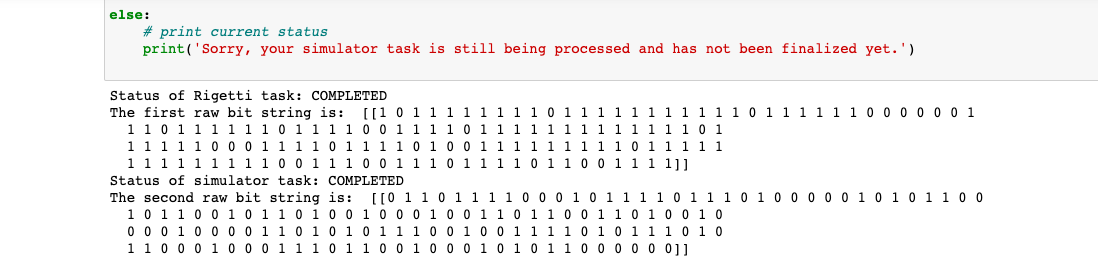 else:
# print current status
print('Sorry, your simulator task is still being processed and has not been finalized yet.')
Status of Rigetti task: COMPLETED
The first raw bit string is:  [[1 0 1 1 1 1 1 1 1 1 0 1 1 1 1 1 1 1 1 1 1 1 0 1 1 1 1 1 1 0 0 0 0 0 0 1
1 1 0 1 1 1 1 1 1 0 1 1 1 1 0 0 1 1 1 1 0 1 1 1 1 1 1 1 1 1 1 1 1 1 0 1
1 1 1 1 1 0 0 0 1 1 1 1 0 1 1 1 1 0 1 0 0 1 1 1 1 1 1 1 1 1 0 1 1 1 1 1
1 1 1 1 1 1 1 1 1 0 0 1 1 1 0 0 1 1 1 0 1 1 1 1 0 1 1 0 0 1 1 1 1]]
Status of simulator task: COMPLETED
The second raw bit string is:  [[0 1 1 0 1 1 1 1 0 0 0 1 0 1 1 1 1 0 1 1 1 0 1 0 0 0 0 0 1 0 1 0 1 1 0 0
1 0 1 1 0 0 1 0 1 1 0 1 0 0 1 0 0 0 1 0 0 1 1 0 1 1 0 0 1 1 0 1 0 0 1 0
0 0 0 1 0 0 0 0 1 1 0 1 0 1 0 1 1 1 0 0 1 0 0 1 1 1 1 0 1 0 1 1 1 0 1 0
1 1 0 0 0 1 0 0 0 1 1 1 0 1 1 0 0 1 0 0 0 1 0 1 0 1 1 0 0 0 0 0 0]]